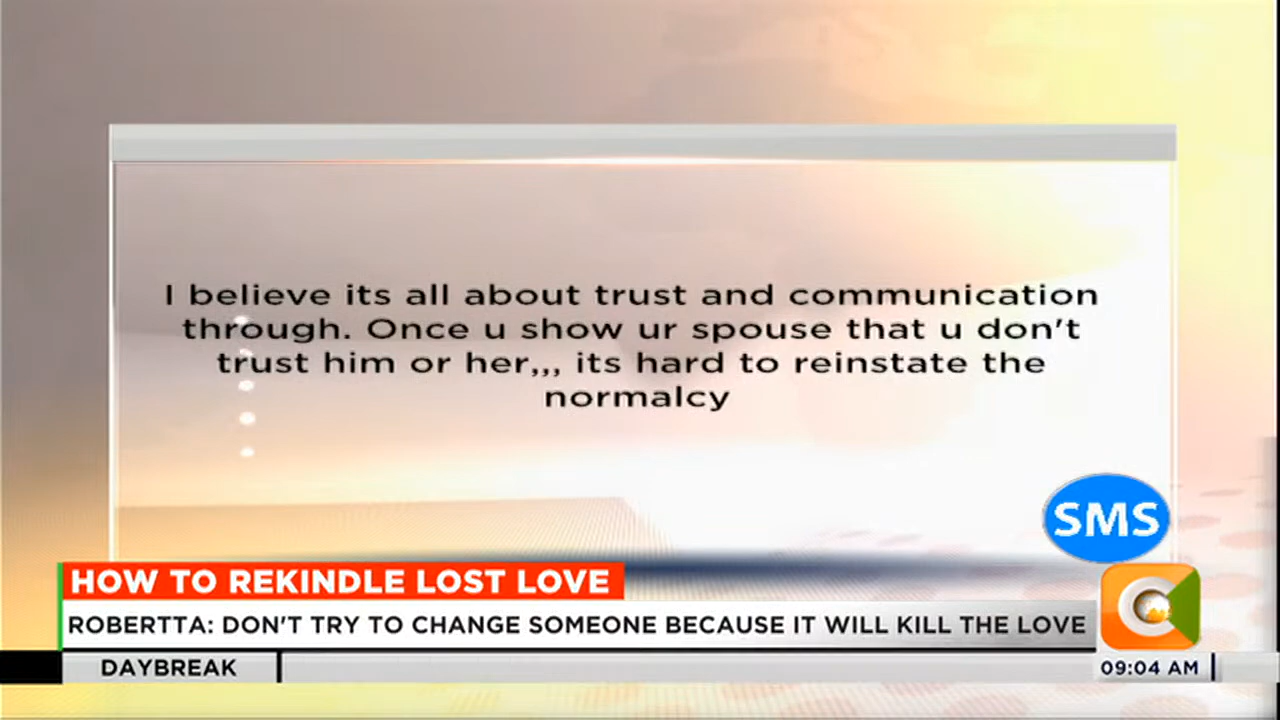 I believe its all about trust and communication
through. Once u show ur spouse that u don't
trust him or her,,, its hard to reinstate the
normalcy
SMS
HOW TO REKINDLE LOST LOVE
ROBERTTA: DON'T TRY TO CHANGE SOMEONE BECAUSE IT WILL KILL THE LOVE
DAYBREAK
09:04 AM